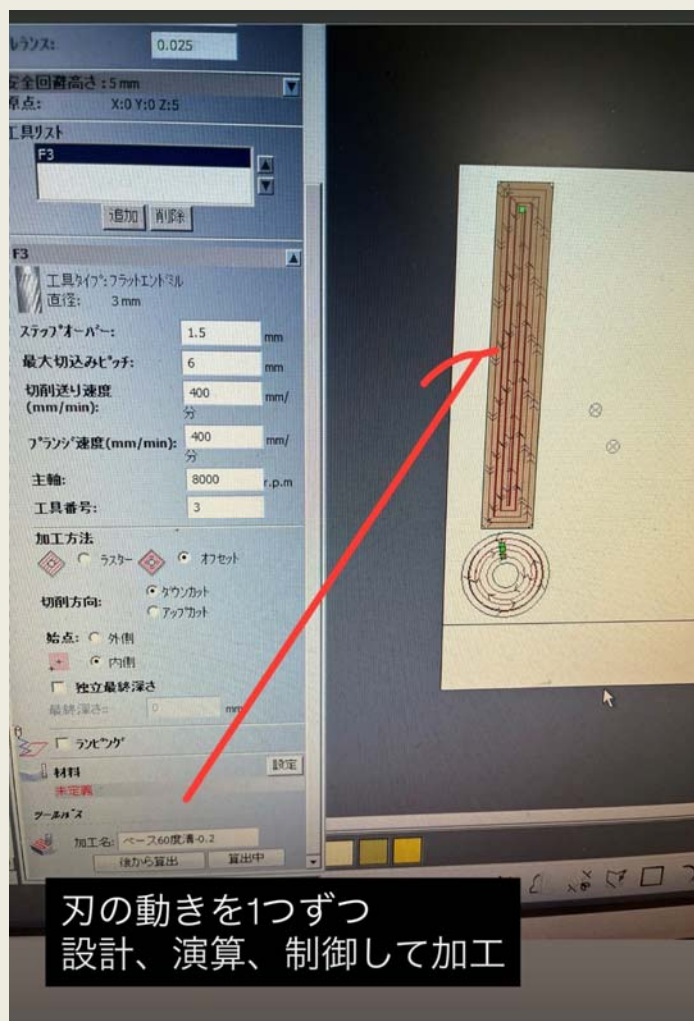 レランス: 0.025
安全回避高さ:5 mm
原点: X:0 Y:0 Z:5
工具リスト
F3
追加 削除
F3
工具タイプ:フラットエンドミル
直径: 3 mm
ステップオーバー: 1.5 mm
最大切込みピッチ: 6 mm
切削送り速度 (mm/min): 400 mm/分
プランジ速度(mm/min): 400 mm/分
主軸: 8000 r.p.m
工具番号: 3
加工方法
ラスター オフセット
切削方向: ダウンカット
アップカット
始点: 外側
内側
独立最終深さ
最終深さ: 0 mm
ランピング
材料 設定
未定義
ツールパス
加工名: ベース60度溝-0.2
後から算出 算出中
刃の動きを1つずつ
設計、演算、制御して加工